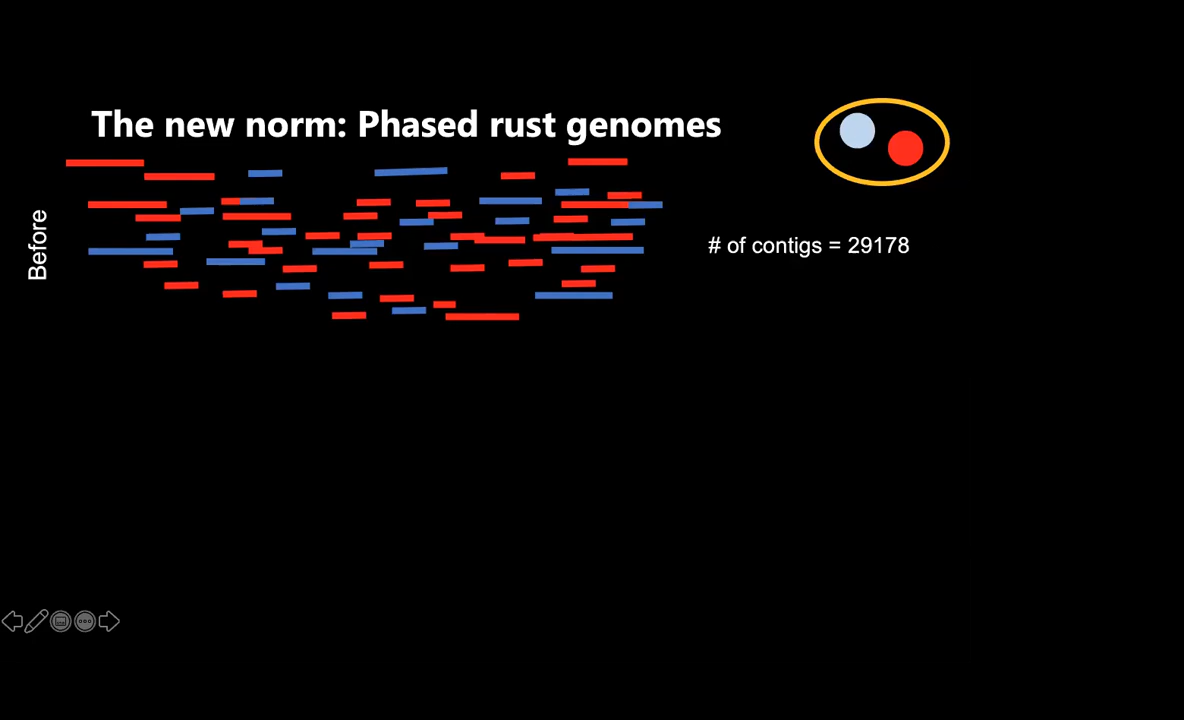 The new norm: Phased rust genomes
Before
# of contigs = 29178